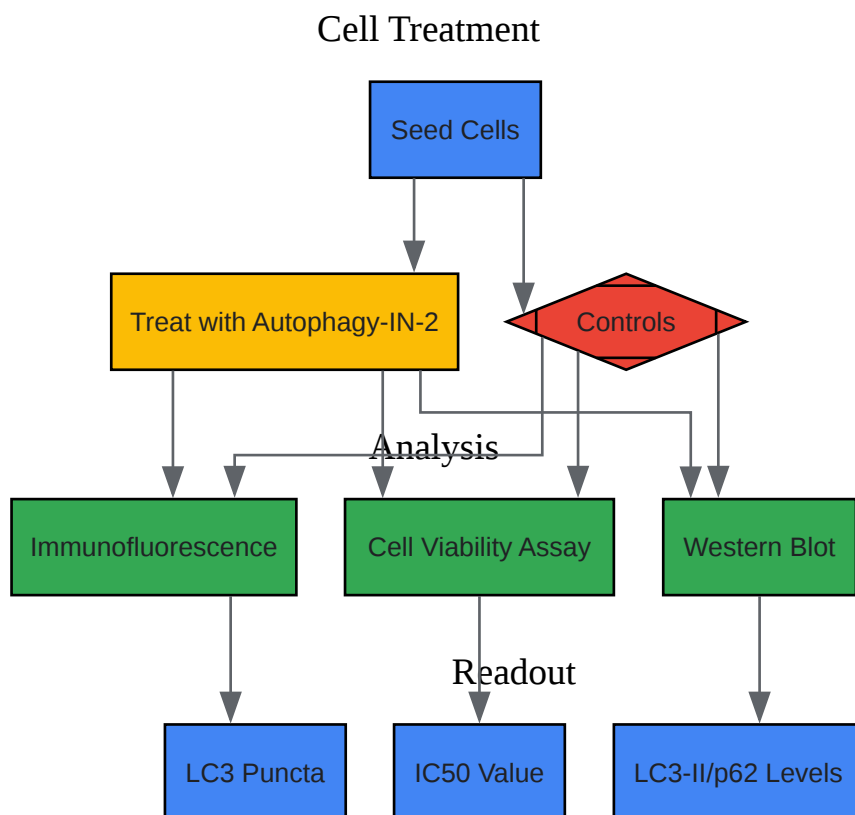 Cell Treatment
Seed Cells
Treat with Autophagy-IN-2
Controls
Analysis
Immunofluorescence
Cell Viability Assay
Western Blot
Readout
LC3 Puncta
IC50 Value
LC3-II/p62 Levels